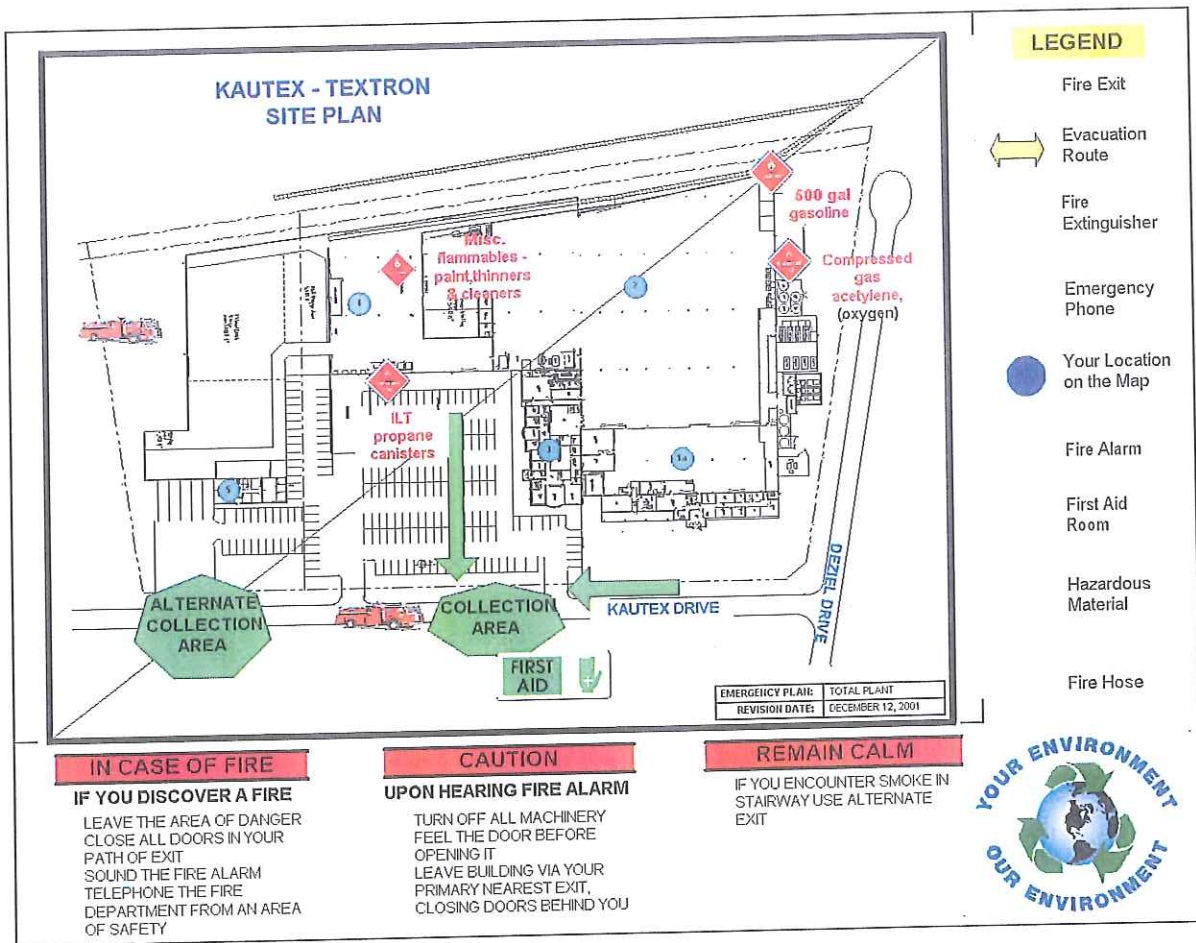 KAUTEX - TEXTRON
SITE PLAN
500 gal
gasoline
Misc.
flammables -
paint,thinners
& cleaners
Compressed
gas
acetylene,
(oxygen)
2
ILT
propane
canisters
3
1a
5
ALTERNATE
COLLECTION
AREA
COLLECTION
AREA
KAUTEX DRIVE
DEZIEL DRIVE
FIRST
AID
EMERGENCY PLAN: TOTAL PLANT
REVISION DATE: DECEMBER 12, 2001
LEGEND
Fire Exit
Evacuation
Route
Fire
Extinguisher
Emergency
Phone
Your Location
on the Map
Fire Alarm
First Aid
Room
Hazardous
Material
Fire Hose
IN CASE OF FIRE
IF YOU DISCOVER A FIRE
LEAVE THE AREA OF DANGER
CLOSE ALL DOORS IN YOUR
PATH OF EXIT
SOUND THE FIRE ALARM
TELEPHONE THE FIRE
DEPARTMENT FROM AN AREA
OF SAFETY
CAUTION
UPON HEARING FIRE ALARM
TURN OFF ALL MACHINERY
FEEL THE DOOR BEFORE
OPENING IT
LEAVE BUILDING VIA YOUR
PRIMARY NEAREST EXIT,
CLOSING DOORS BEHIND YOU
REMAIN CALM
IF YOU ENCOUNTER SMOKE IN
STAIRWAY USE ALTERNATE
EXIT
YOUR ENVIRONMENT
OUR ENVIRONMENT